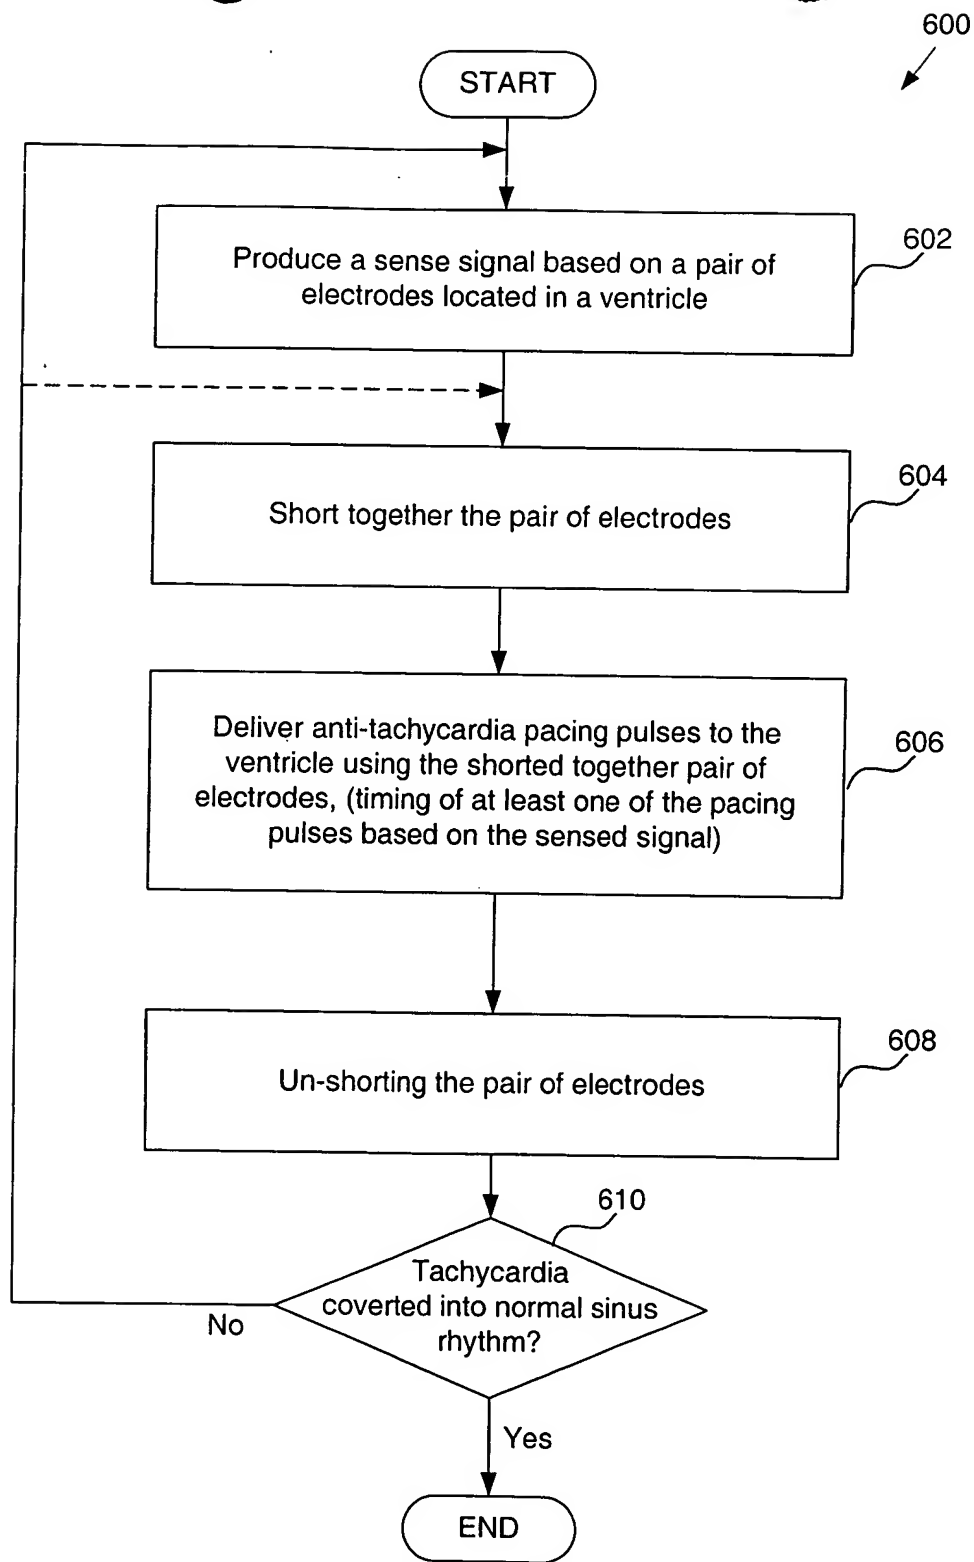 600
START
Produce a sense signal based on a pair of
electrodes located in a ventricle
602
Short together the pair of electrodes
604
Deliver anti-tachycardia pacing pulses to the
ventricle using the shorted together pair of
electrodes, (timing of at least one of the pacing
pulses based on the sensed signal)
606
Un-shorting the pair of electrodes
608
610
Tachycardia
coverted into normal sinus
rhythm?
No
Yes
END